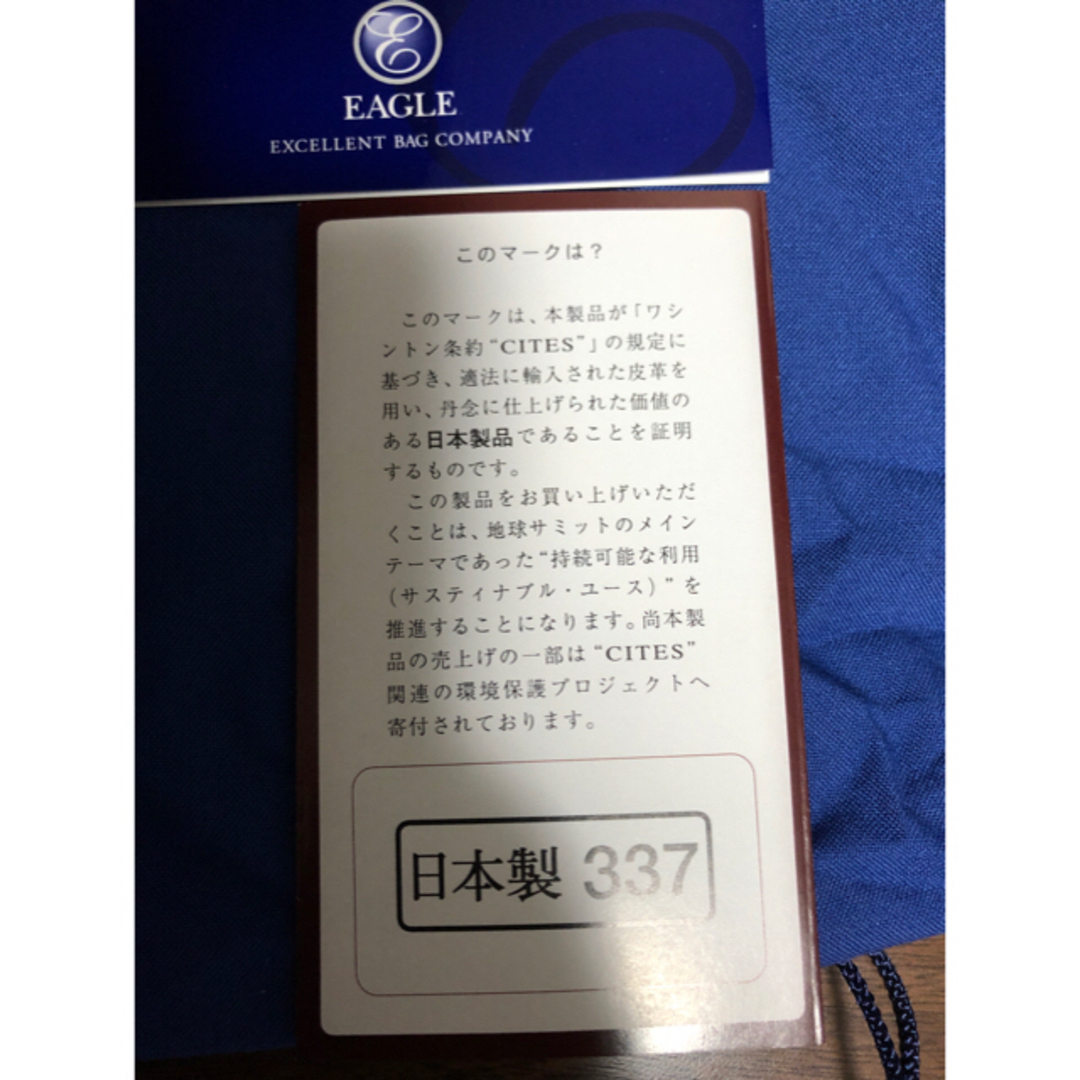 E
EAGLE
EXCELLENT BAG COMPANY
このマークは？
このマークは、本製品が「ワシ
ントン条約“CITES”」の規定に
基づき、適法に輸入された皮革を
用い、丹念に仕上げられた価値の
ある日本製品であることを証明
するものです。
この製品をお買い上げいただ
くことは、地球サミットのメイン
テーマであった“持続可能な利用
（サスティナブル・ユース）”を
推進することになります。尚本製
品の売上げの一部は“CITES”
関連の環境保護プロジェクトへ
寄付されております。
日本製 337